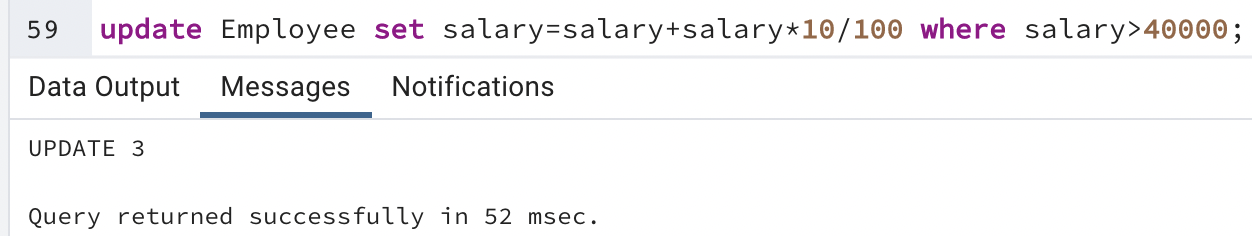 59 update Employee set salary=salary+salary*10/100 where salary>40000;
Data Output Messages Notifications
UPDATE 3
Query returned successfully in 52 msec.